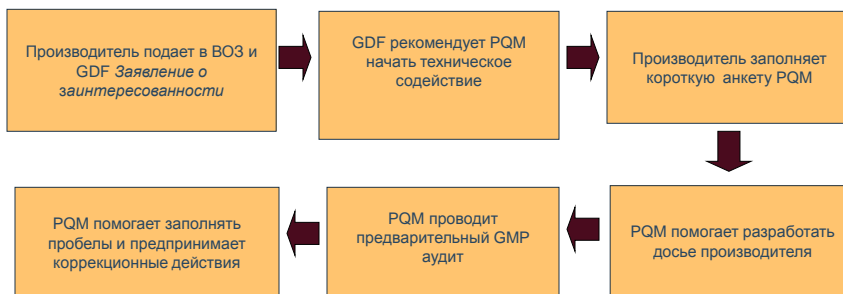 Производитель подает в ВОЗ и
GDF Заявление о
заинтересованности
GDF рекомендует PQM
начать техническое
содействие
Производитель заполняет
короткую анкету PQM
PQM помогает разработать
досье производителя
PQM проводит
предварительный GMP
аудит
PQM помогает заполнять
пробелы и предпринимает
коррекционные действия